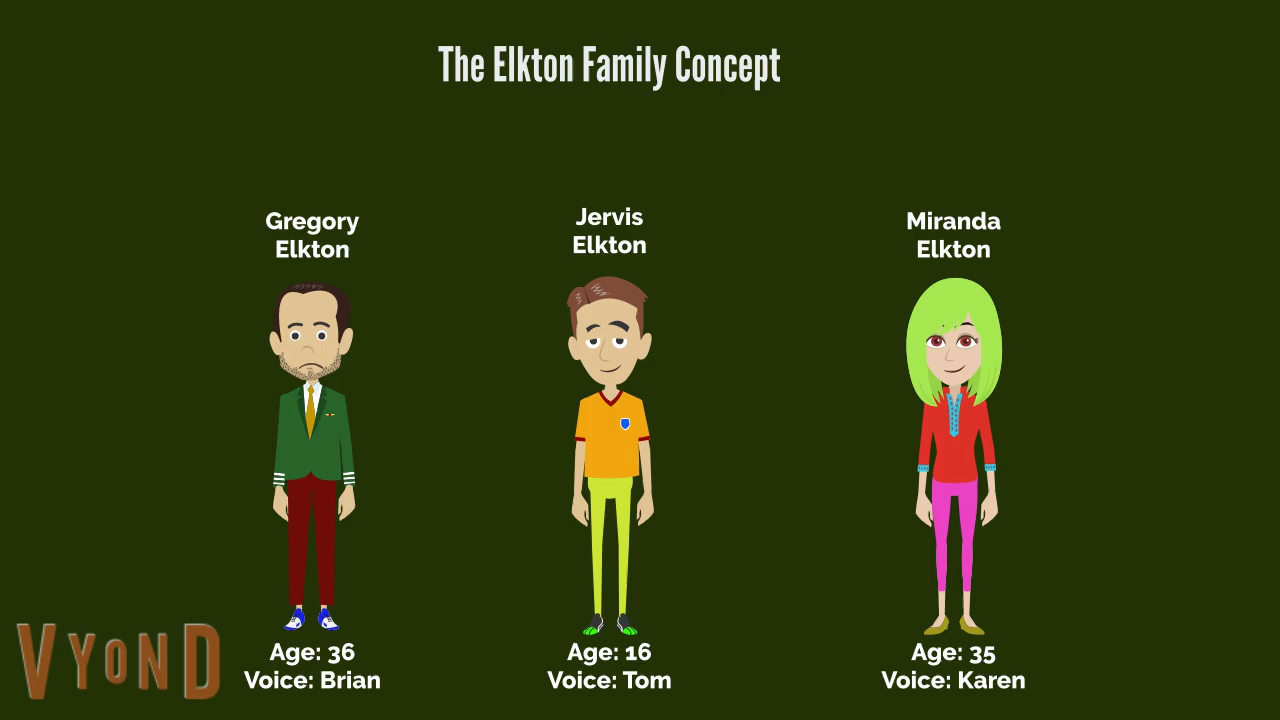 The Elkton Family Concept
Gregory
Elkton
Jervis
Elkton
Miranda
Elkton
Age: 36
Voice: Brian
Age: 16
Voice: Tom
Age: 35
Voice: Karen
VYOND